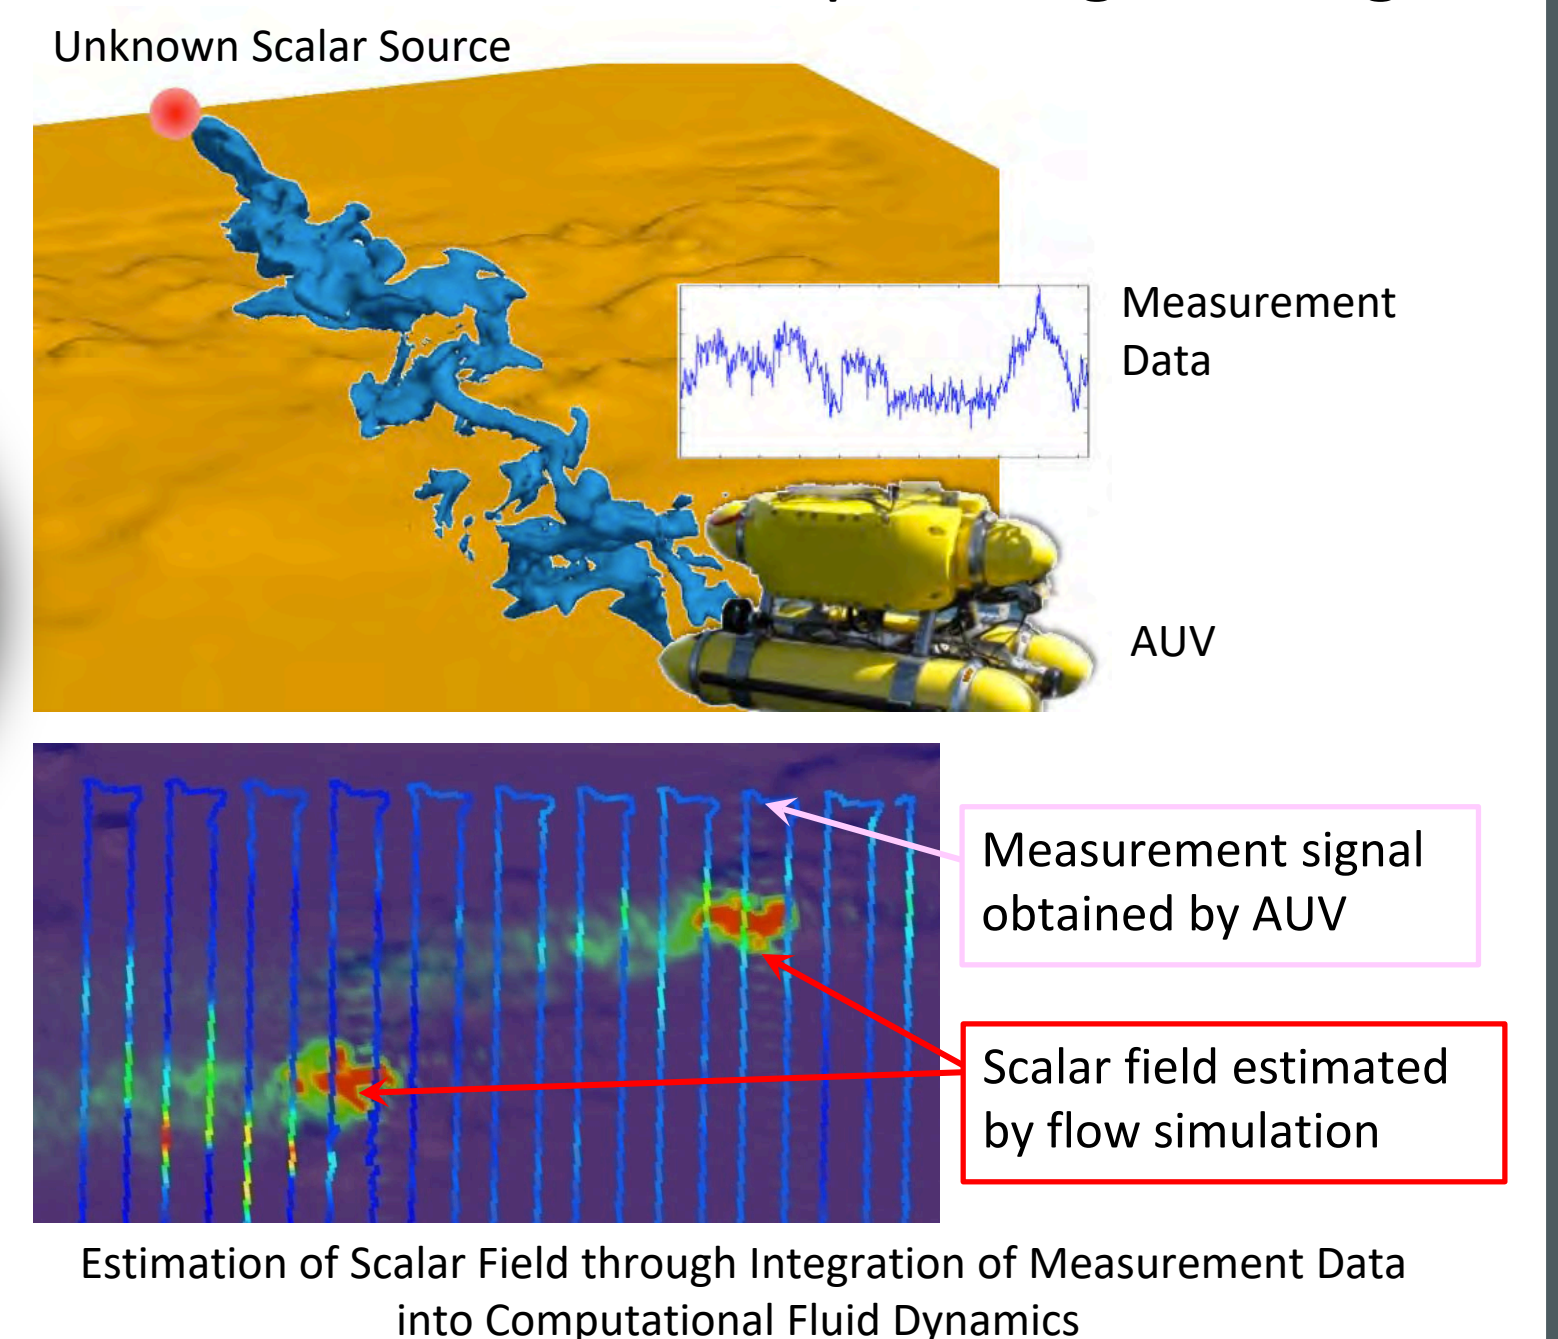 Unknown Scalar Source
Measurement
Data
AUV
Measurement signal
obtained by AUV
Scalar field estimated
by flow simulation
Estimation of Scalar Field through Integration of Measurement Data
into Computational Fluid Dynamics